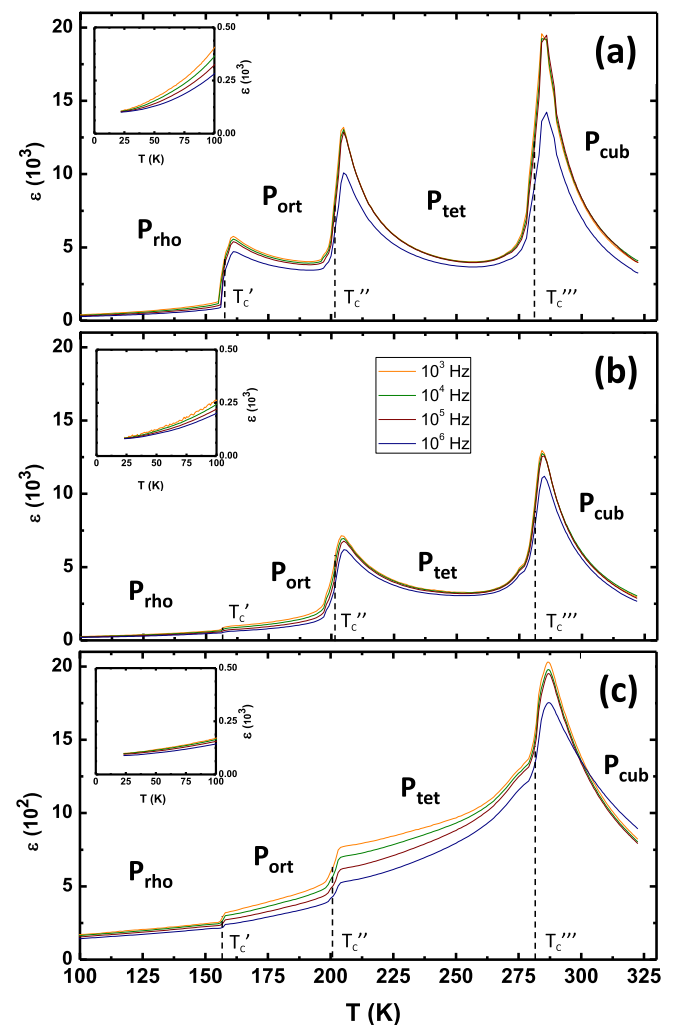 (a)
ε (10³)
20
15
10
5
0
0.50
0.25
0.00
ε (10³)
0 25 50 75 100
T (K)
P_rho
P_ort
P_tet
P_cub
T_c′
T_c″
T_c‴
(b)
ε (10³)
20
15
10
5
0
0.50
0.25
0.00
ε (10³)
0 25 50 75 100
T (K)
10³ Hz
10⁴ Hz
10⁵ Hz
10⁶ Hz
P_rho
P_ort
P_tet
P_cub
T_c′
T_c″
T_c‴
(c)
ε (10²)
20
15
10
5
0
0.50
0.25
0.00
ε (10³)
0 25 50 75 100
T (K)
P_rho
P_ort
P_tet
P_cub
T_c′
T_c″
T_c‴
100 125 150 175 200 225 250 275 300 325
T (K)